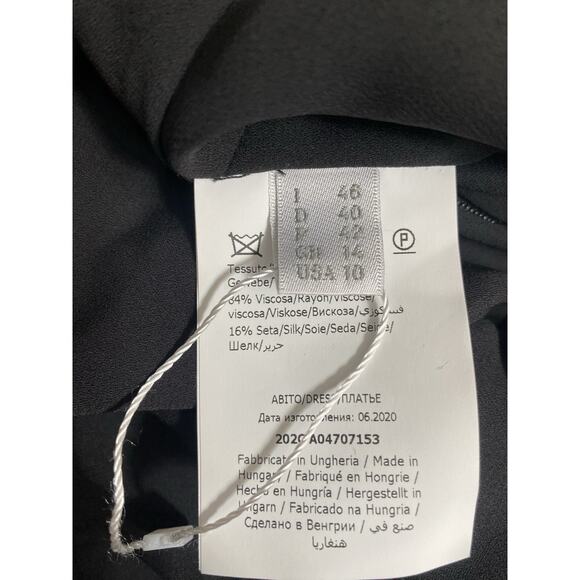 I 46
D 40
F 42
GB 14
USA 10
P
Tessuto
84% Viscosa/Rayon/Viscose/
viscosa/Viskose/Вискоза/فسكوزي
16% Seta/Silk/Soie/Seda/Seide/
Шелк/حرير
ABITO/DRESS/ПЛАТЬЕ
Дата изготовления: 06.2020
2020 A04707153
Fabbricato in Ungheria / Made in
Hungary / Fabriqué en Hongrie /
Hecho en Hungría / Hergestellt in
Ungarn / Fabricado na Hungria /
Сделано в Венгрии / صنع في
هنغاريا